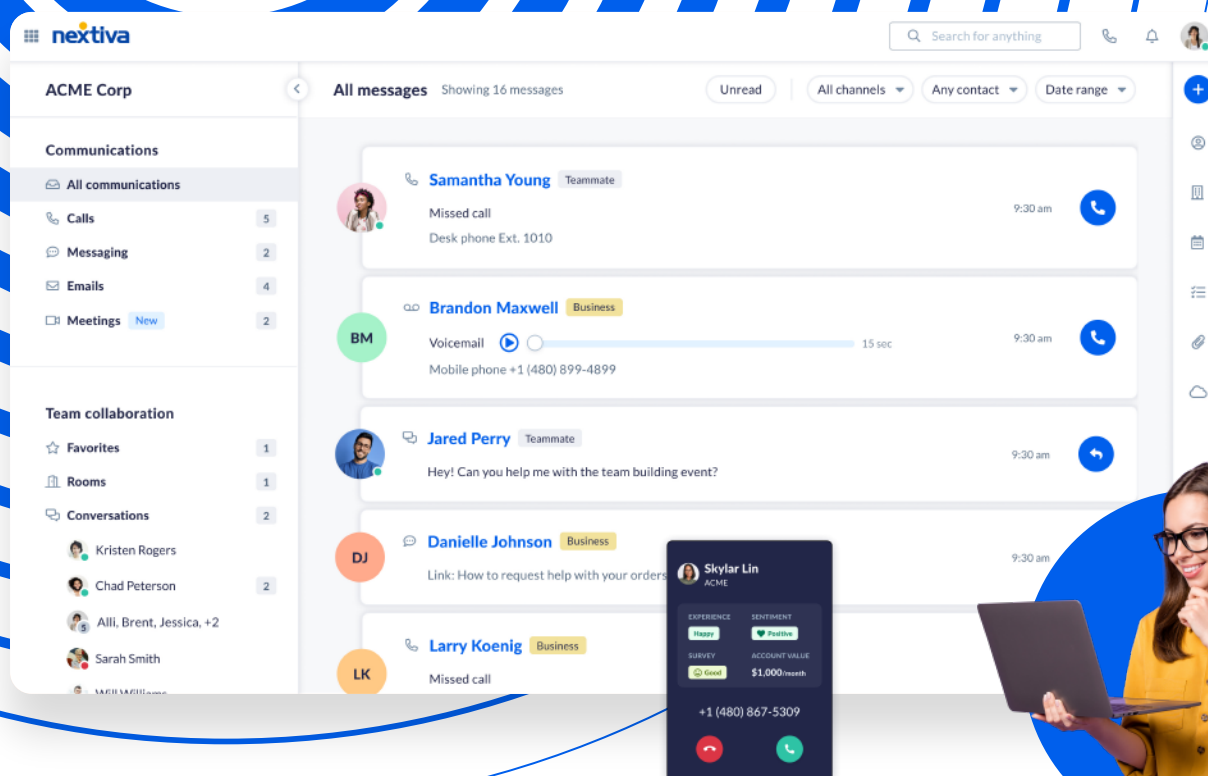 nextiva
Search for anything
ACME Corp
All messages Showing 16 messages
Unread All channels Any contact Date range
Communications
All communications
Calls 5
Messaging 2
Emails 4
Meetings New 2
Team collaboration
Favorites 1
Rooms 1
Conversations 2
Kristen Rogers
Chad Peterson 2
5
Alli, Brent, Jessica, +2
Sarah Smith
Will Williams
Samantha Young Teammate
Missed call
9:30 am
Desk phone Ext. 1010
BM
Brandon Maxwell Business
Voicemail 15 sec
9:30 am
Mobile phone +1 (480) 899-4899
Jared Perry Teammate
9:30 am
Hey! Can you help me with the team building event?
DJ
Danielle Johnson Business
9:30 am
Link: How to request help with your orders
LK
Larry Koenig Business
Missed call
Skylar Lin
ACME
EXPERIENCE SENTIMENT
Happy Positive
SURVEY ACCOUNT VALUE
Good $1,000/month
+1 (480) 867-5309